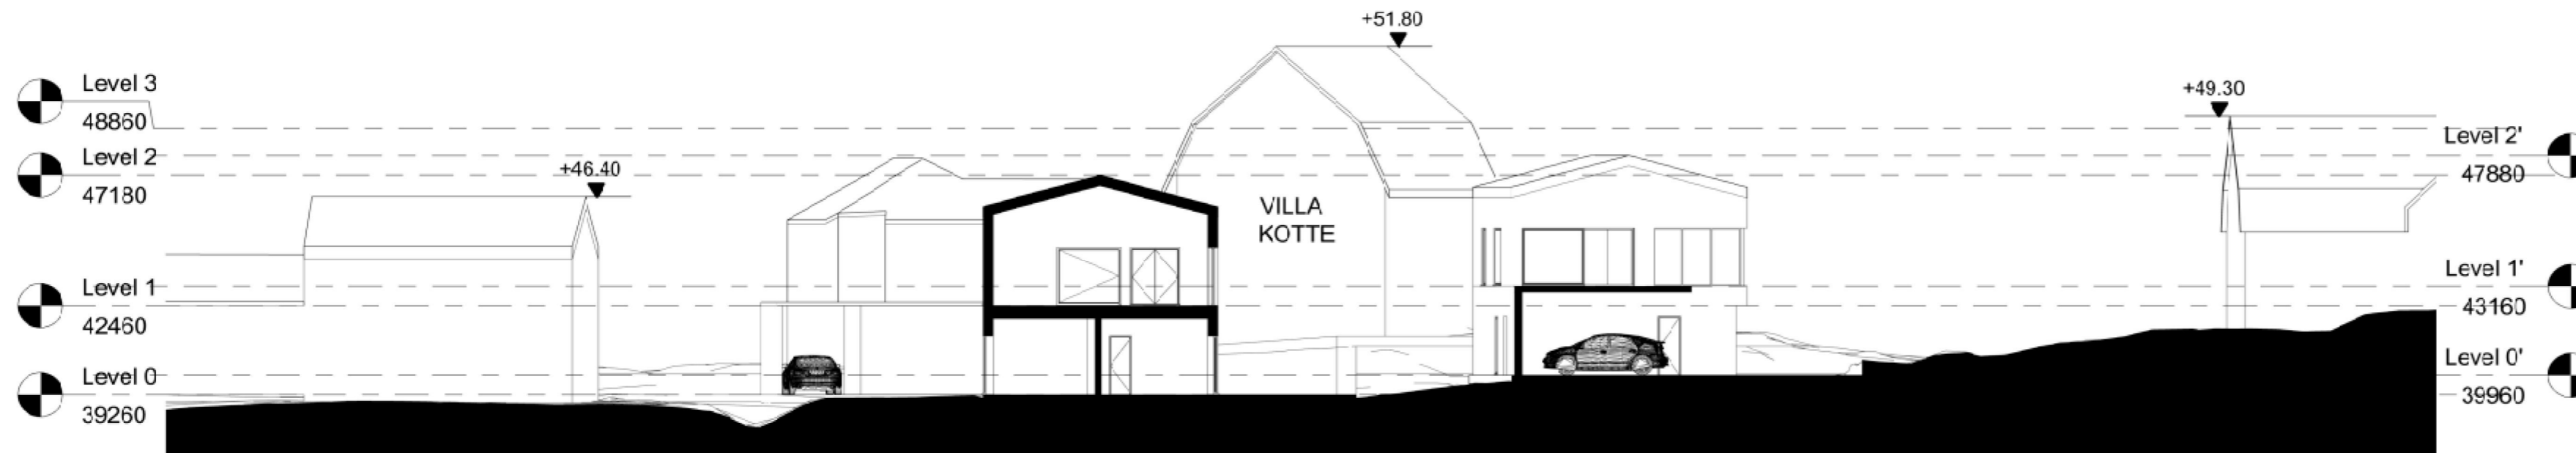 +51.80
Level 3
48860
+49.30
Level 2
47180
+46.40
Level 2'
47880
VILLA
KOTTE
Level 1
42460
Level 1'
43160
Level 0
39260
Level 0'
39960